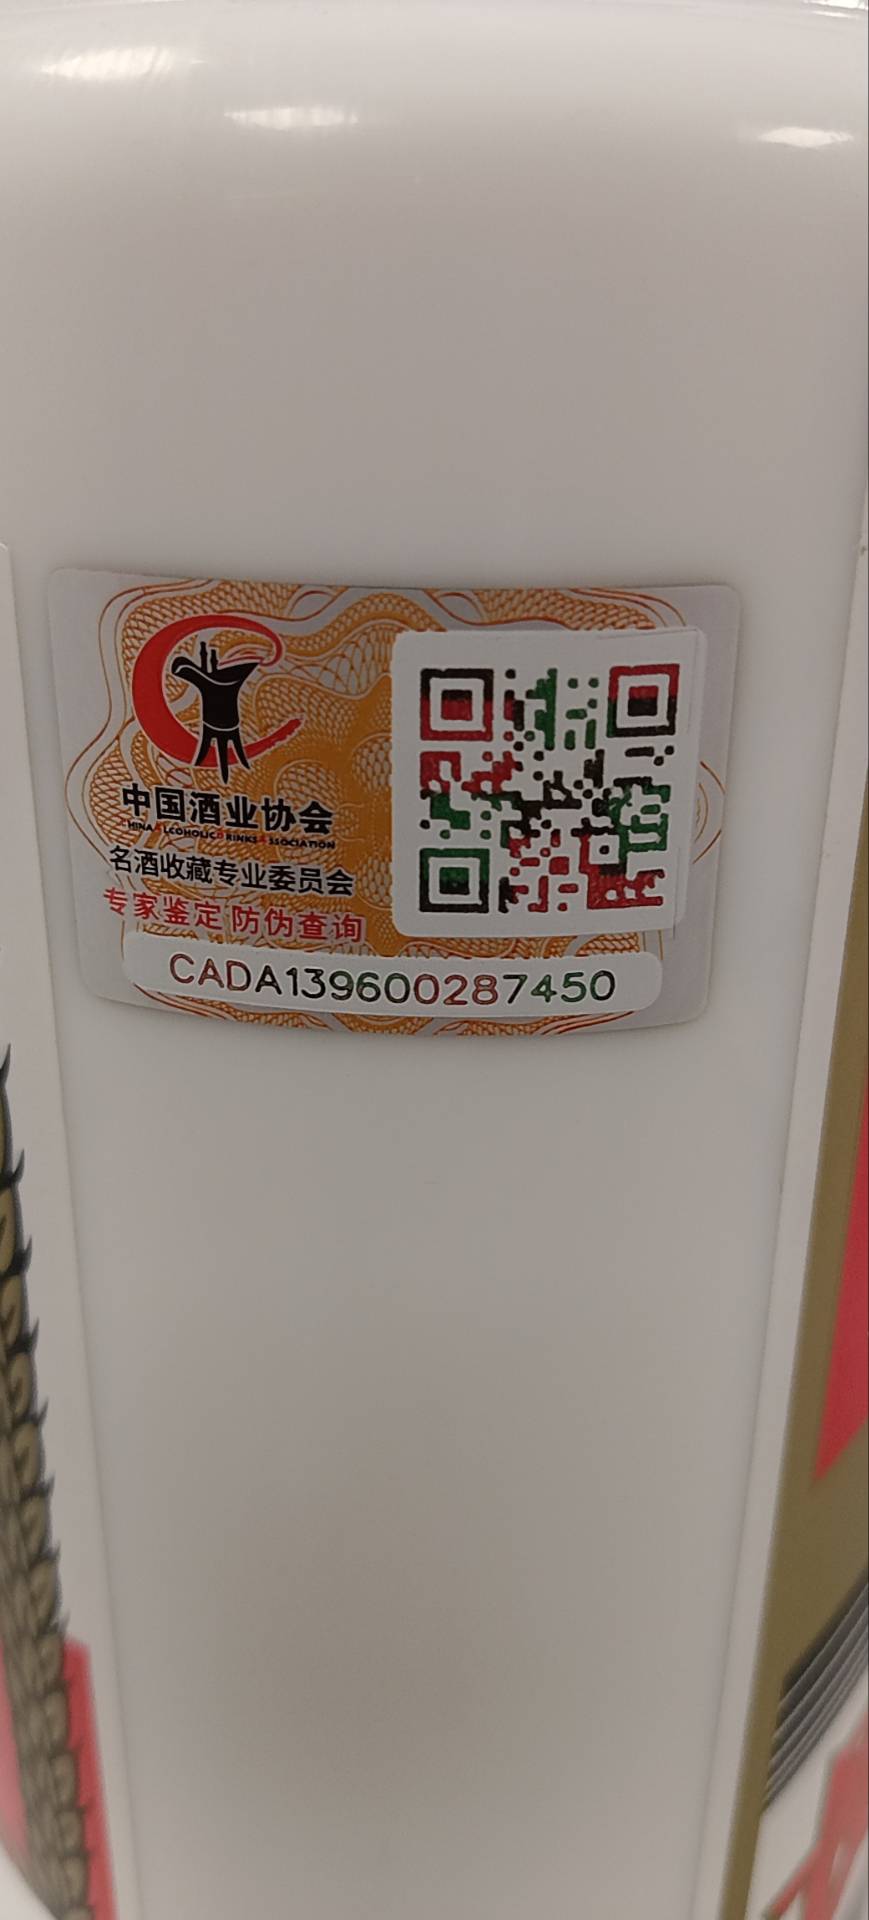 中国酒业协会
CHINA ALCOHOLIC DRINKS ASSOCIATION
名酒收藏专业委员会
专家鉴定 防伪查询
CADA139600287450